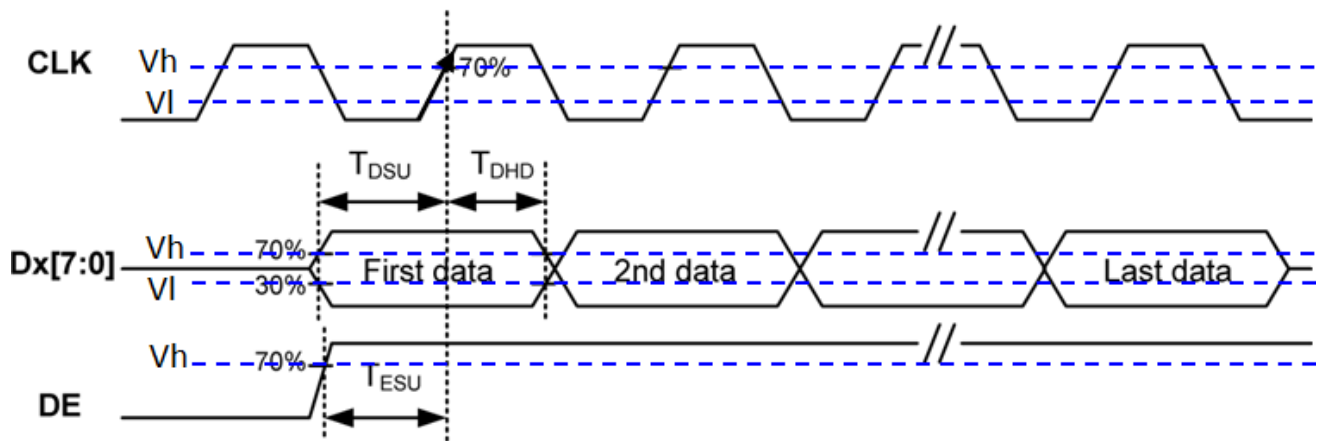 CLK
Vh
70%
Vl
TDSU
TDHD
Dx[7:0]
Vh
70%
Vl
30%
First data
2nd data
Last data
Vh
70%
TESU
DE